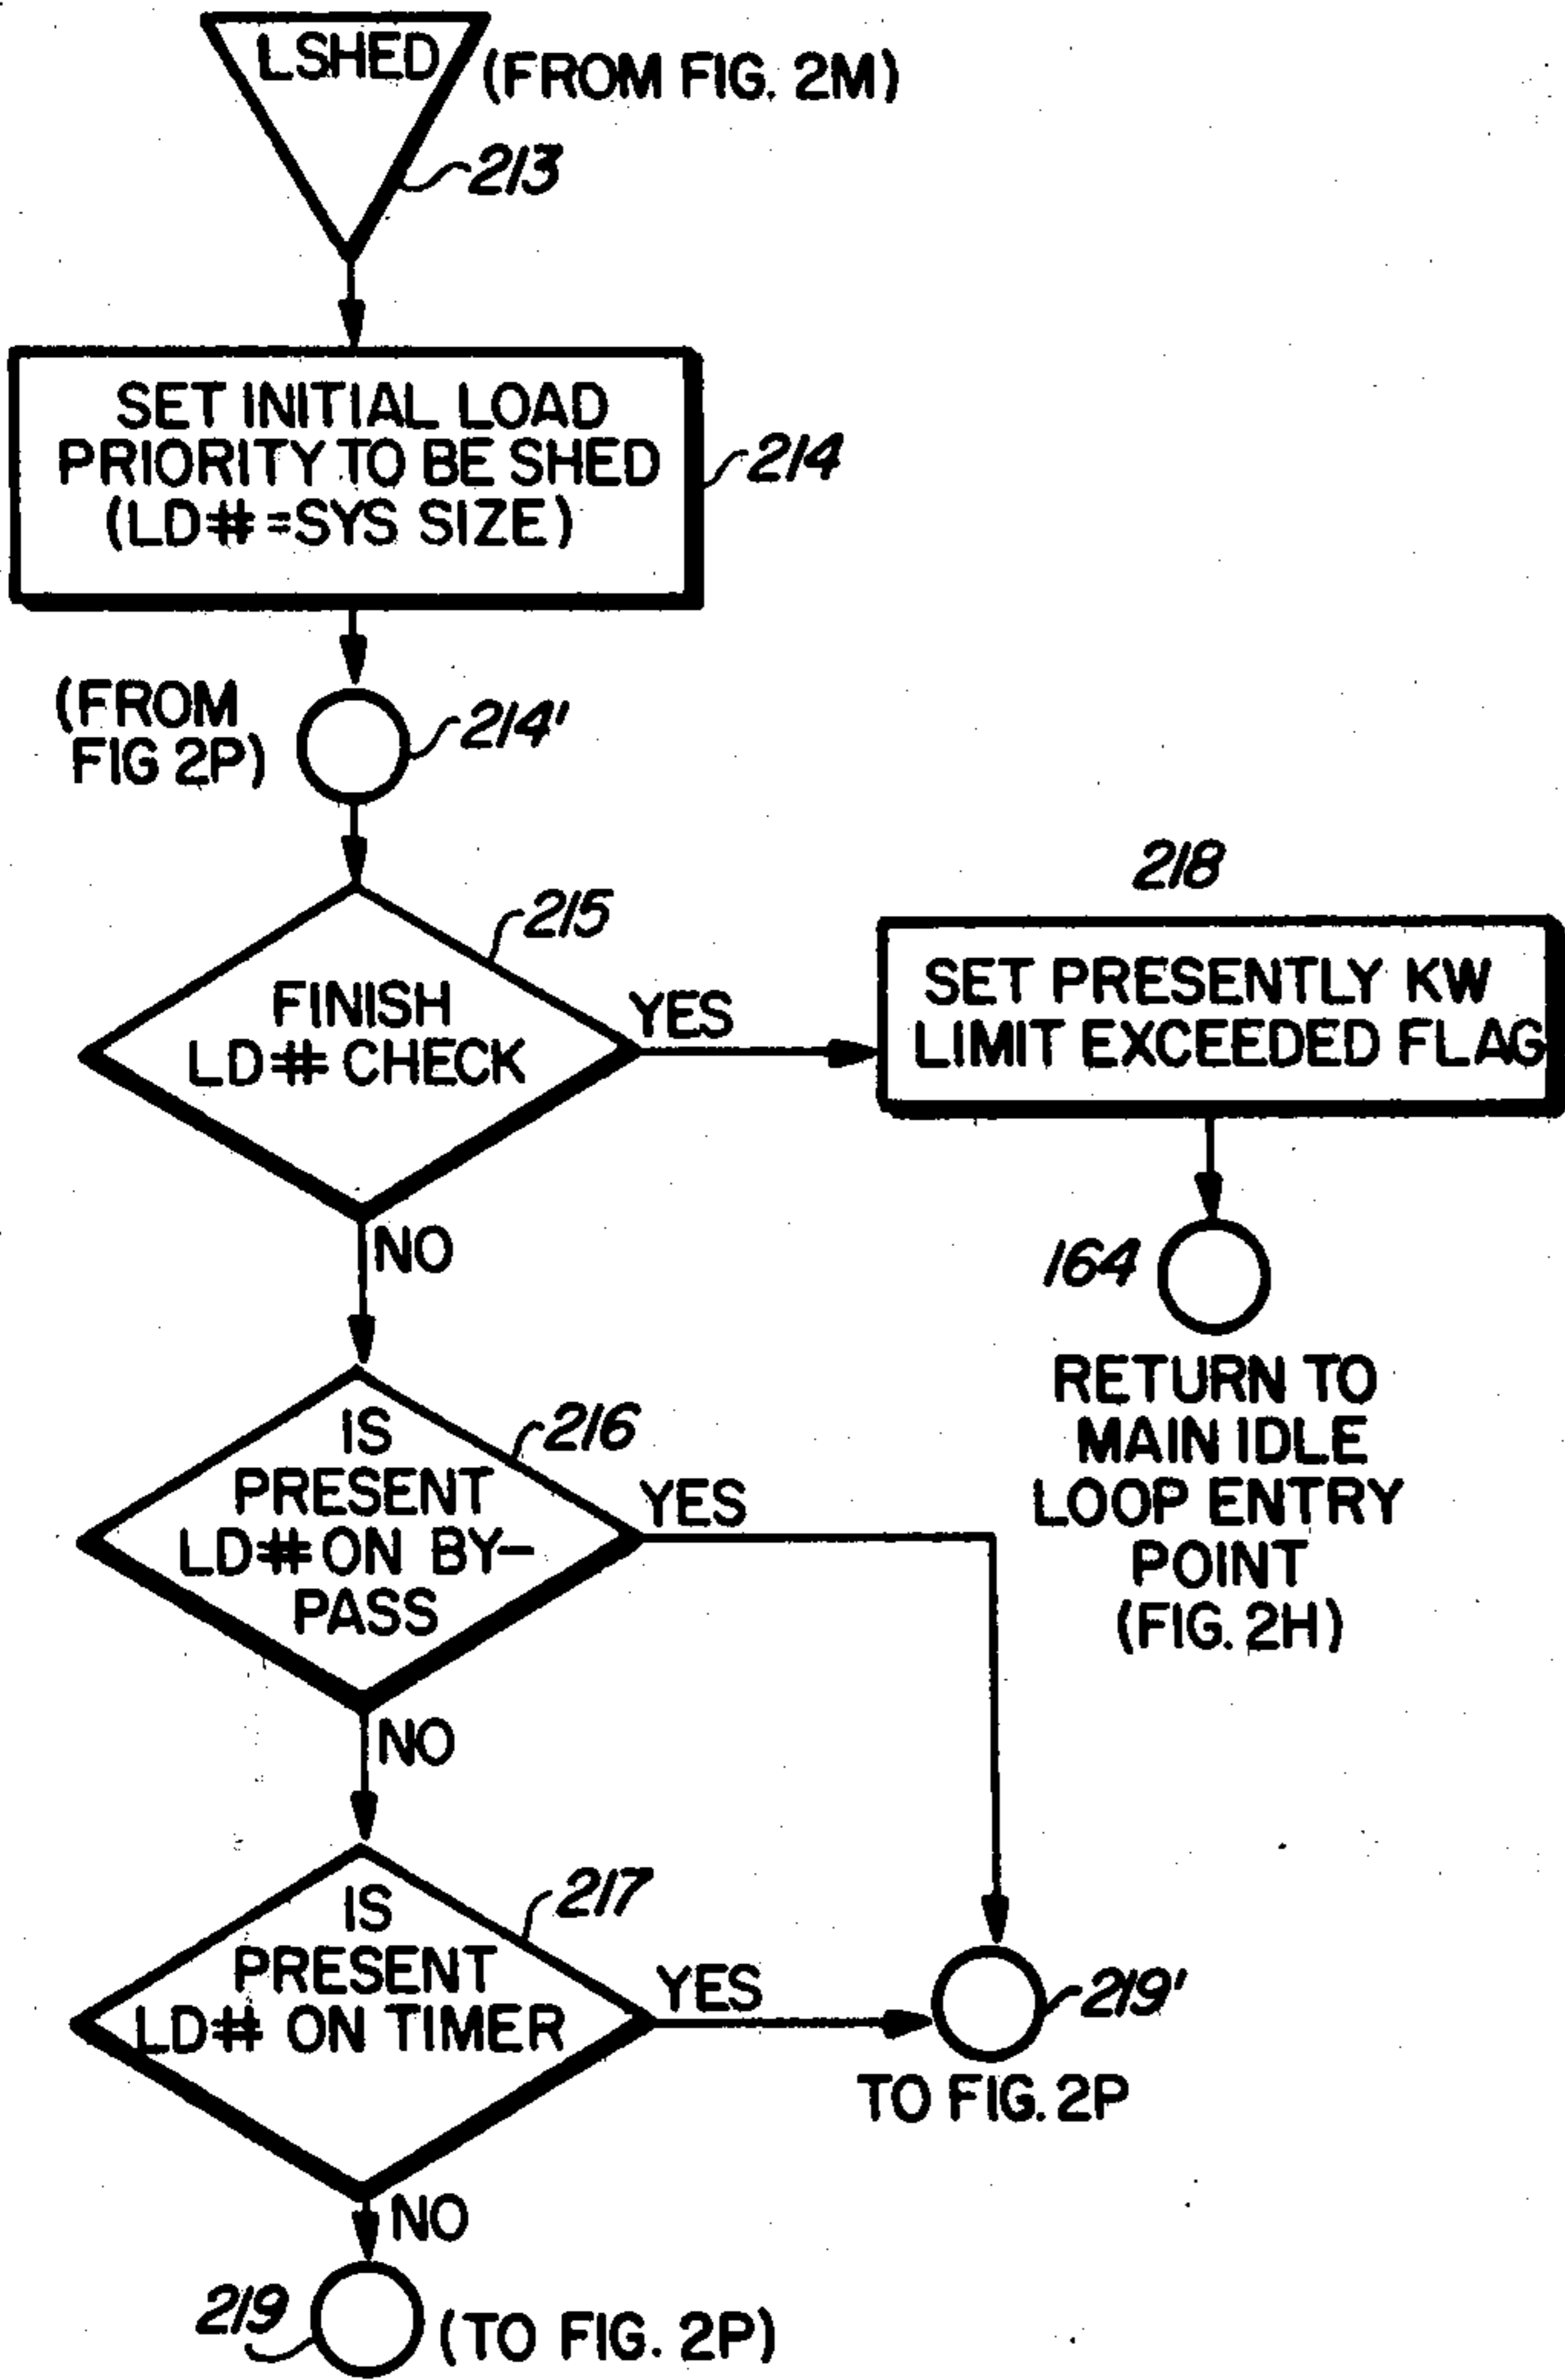 LSHED
(FROM FIG. 2M)
213
SET INITIAL LOAD
PRIORITY TO BE SHED
(LD#=SYS SIZE)
214
(FROM
FIG 2P)
214'
FINISH
LD# CHECK
215
YES
NO
218
SET PRESENTLY KW
LIMIT EXCEEDED FLAG
164
RETURN TO
MAIN IDLE
LOOP ENTRY
POINT
(FIG. 2H)
IS
PRESENT
LD# ON BY-
PASS
216
YES
NO
IS
PRESENT
LD# ON TIMER
217
YES
219'
TO FIG. 2P
NO
219
(TO FIG. 2P)